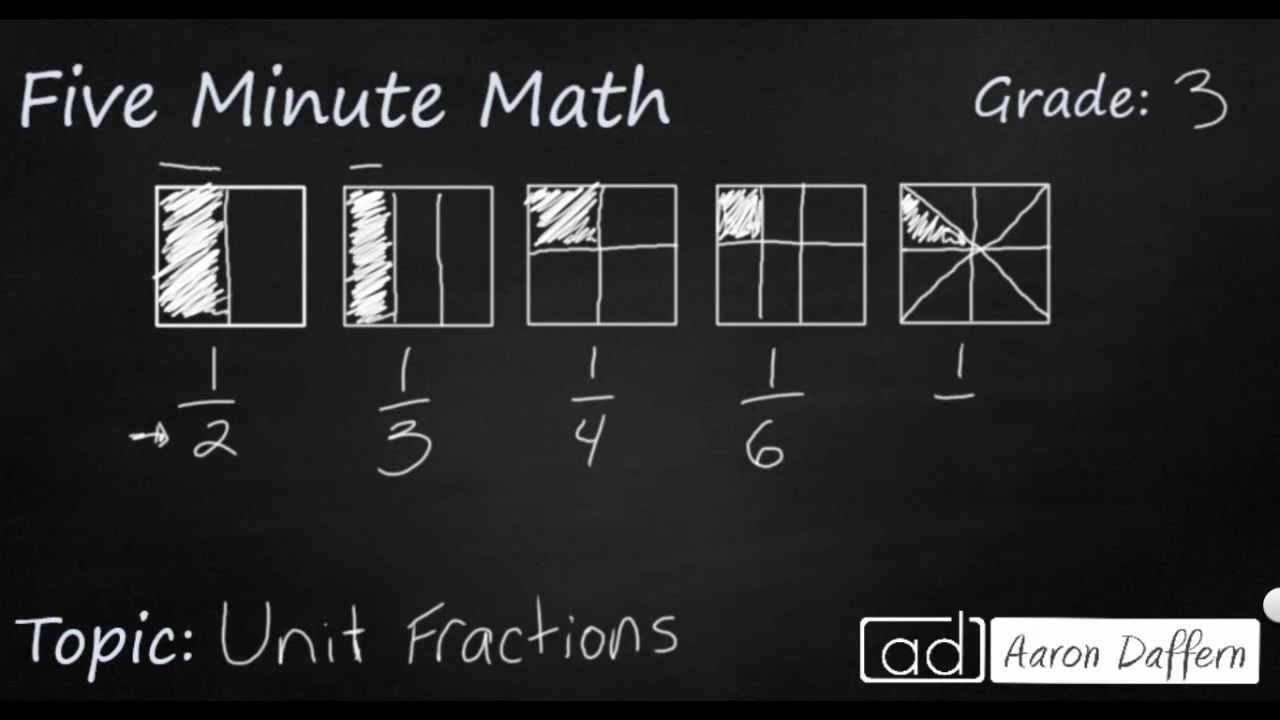 Five Minute Math
Grade: 3
1/2
1/3
1/4
1/6
1/
Topic: Unit Fractions
ad Aaron Daffern